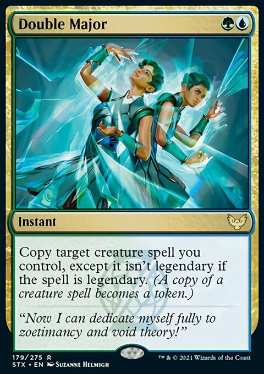 Double Major
Instant
Copy target creature spell you
control, except it isn't legendary if
the spell is legendary. (A copy of a
creature spell becomes a token.)
"Now I can dedicate myself fully to
zoetimancy and void theory!"
179/275 R
STX • EN SUZANNE HELMIGH
™ & © 2021 Wizards of the Coast